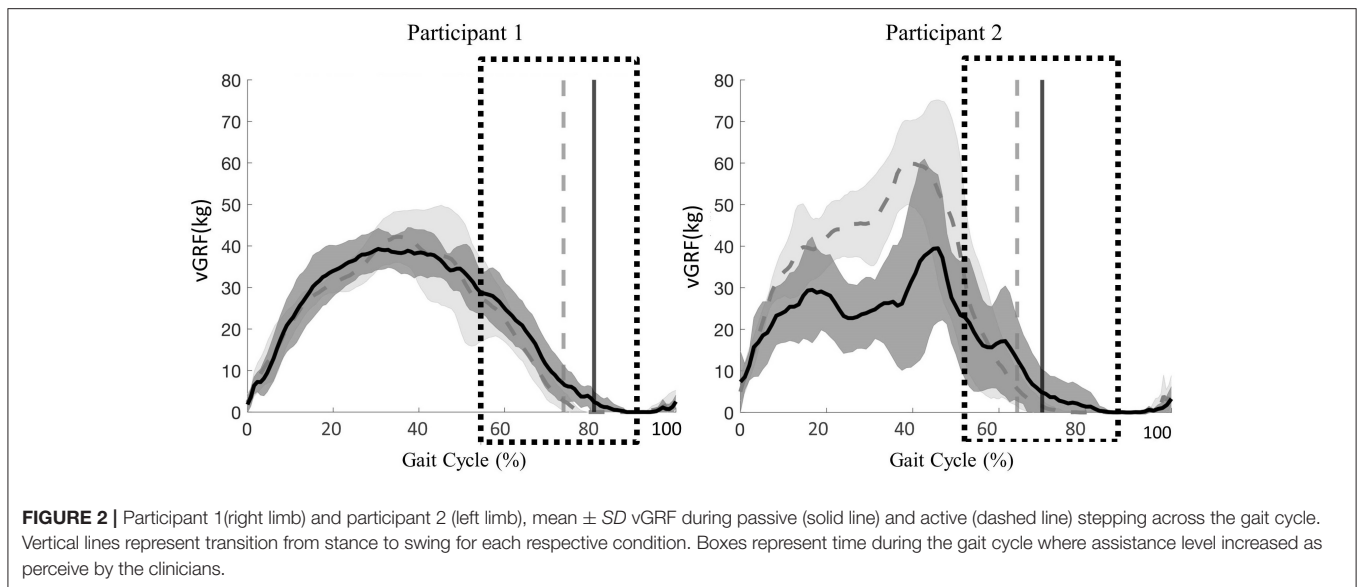 Participant 1
80
70
60
50
40
30
20
10
0
vGRF(kg)
0 20 40 60 80 100
Gait Cycle (%)
Participant 2
80
70
60
50
40
30
20
10
0
vGRF(kg)
0 20 40 60 80 100
Gait Cycle (%)
FIGURE 2 | Participant 1(right limb) and participant 2 (left limb), mean ± SD vGRF during passive (solid line) and active (dashed line) stepping across the gait cycle.
Vertical lines represent transition from stance to swing for each respective condition. Boxes represent time during the gait cycle where assistance level increased as
perceive by the clinicians.